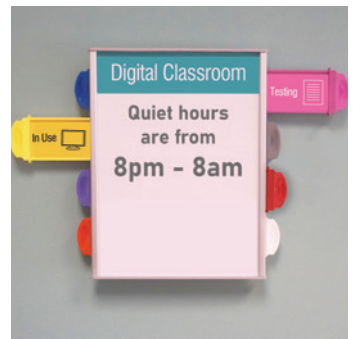 Digital Classroom
Testing
Quiet hours
are from
In Use
8pm - 8am